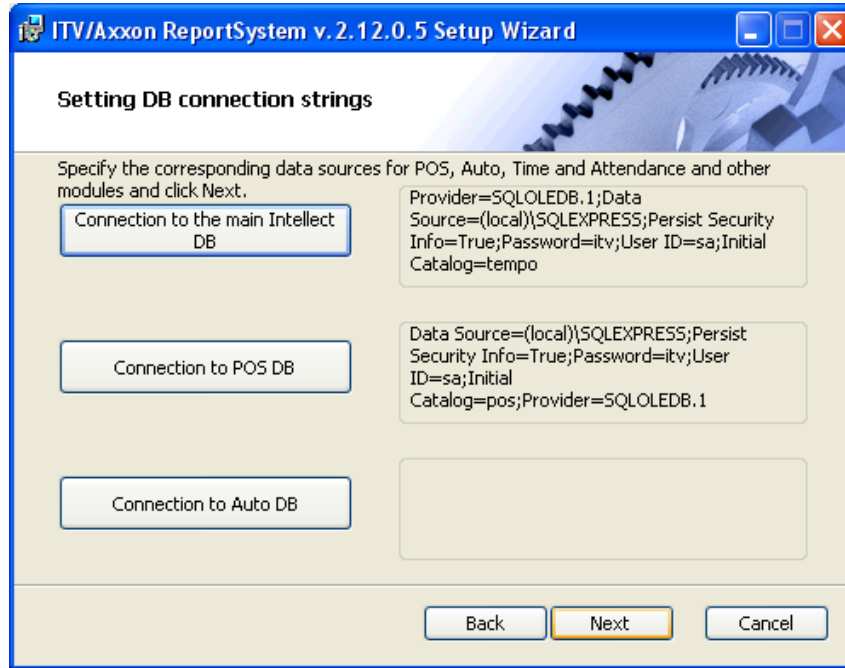 ITV/Axxon ReportSystem v.2.12.0.5 Setup Wizard
Setting DB connection strings
Specify the corresponding data sources for POS, Auto, Time and Attendance and other
modules and click Next.
Connection to the main Intellect
DB
Provider=SQLOLEDB.1;Data
Source=(local)\SQLEXPRESS;Persist Security
Info=True;Password=itv;User ID=sa;Initial
Catalog=tempo
Connection to POS DB
Data Source=(local)\SQLEXPRESS;Persist
Security Info=True;Password=itv;User
ID=sa;Initial
Catalog=pos;Provider=SQLOLEDB.1
Connection to Auto DB
Back
Next
Cancel